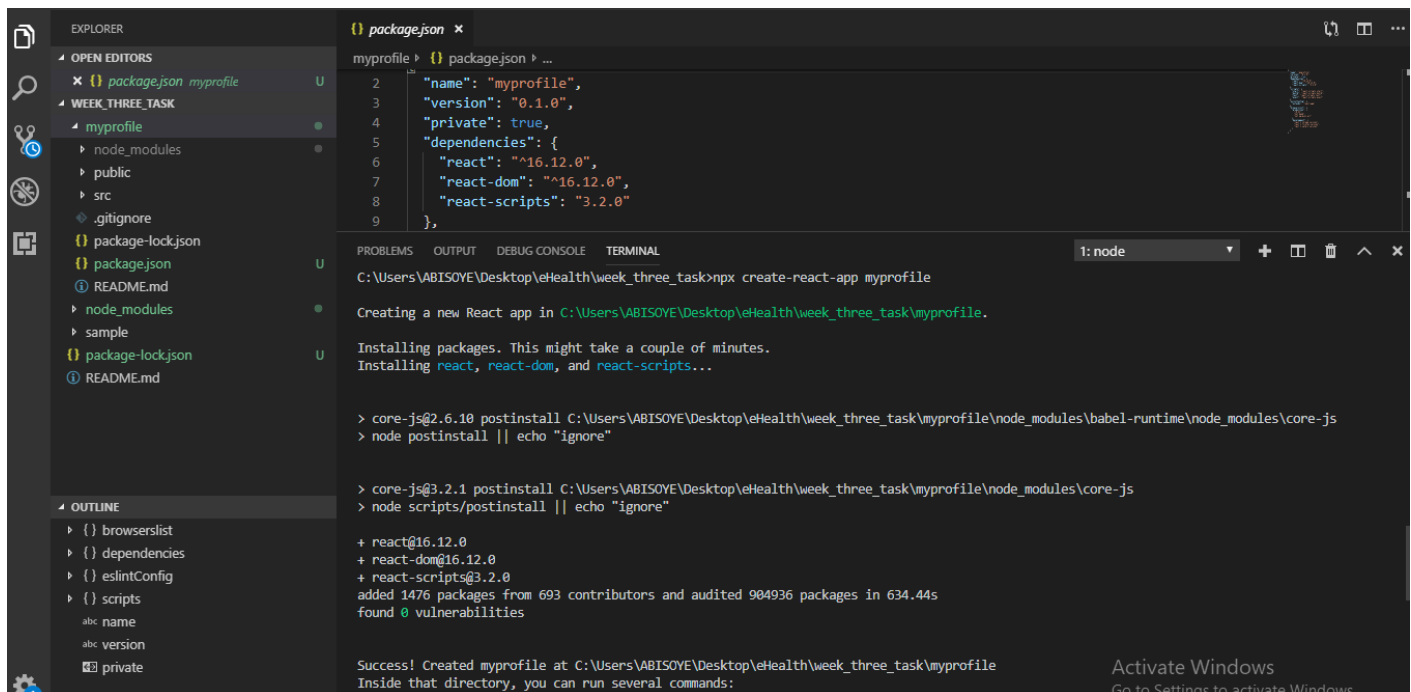 EXPLORER
OPEN EDITORS
{} package.json myprofile U
WEEK_THREE_TASK
myprofile
node_modules
public
src
.gitignore
{} package-lock.json
{} package.json U
README.md
node_modules
sample
{} package-lock.json U
README.md
OUTLINE
{ } browserslist
{ } dependencies
{ } eslintConfig
{ } scripts
abc name
abc version
private
{} package.json ×
myprofile {} package.json ...
2 "name": "myprofile",
3 "version": "0.1.0",
4 "private": true,
5 "dependencies": {
6 "react": "^16.12.0",
7 "react-dom": "^16.12.0",
8 "react-scripts": "3.2.0"
9 },
PROBLEMS OUTPUT DEBUG CONSOLE TERMINAL 1: node
C:\Users\ABISOYE\Desktop\eHealth\week_three_task>npx create-react-app myprofile
Creating a new React app in C:\Users\ABISOYE\Desktop\eHealth\week_three_task\myprofile.
Installing packages. This might take a couple of minutes.
Installing react, react-dom, and react-scripts...
> core-js@2.6.10 postinstall C:\Users\ABISOYE\Desktop\eHealth\week_three_task\myprofile\node_modules\babel-runtime\node_modules\core-js
> node postinstall || echo "ignore"
> core-js@3.2.1 postinstall C:\Users\ABISOYE\Desktop\eHealth\week_three_task\myprofile\node_modules\core-js
> node scripts/postinstall || echo "ignore"
+ react@16.12.0
+ react-dom@16.12.0
+ react-scripts@3.2.0
added 1476 packages from 693 contributors and audited 904936 packages in 634.44s
found 0 vulnerabilities
Success! Created myprofile at C:\Users\ABISOYE\Desktop\eHealth\week_three_task\myprofile
Inside that directory, you can run several commands:
Activate Windows
Go to Settings to activate Windows.